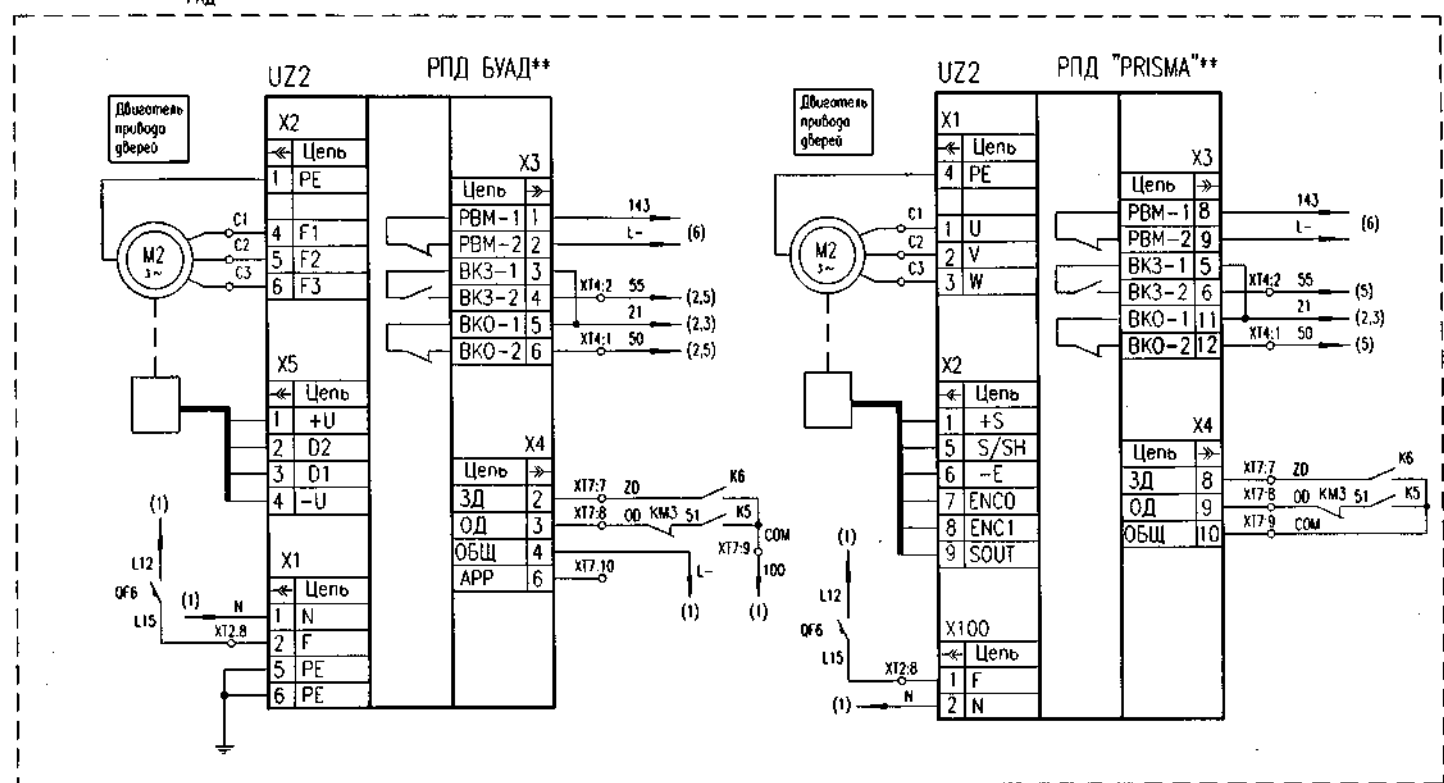 РПД
UZ2
РПД БУАД**
Двигатель
привода
дверей
X2
Цепь
1 PE
4 F1
5 F2
6 F3
C1
C2
C3
M2
3~
X3
Цепь
РВМ-1 1
РВМ-2 2
ВКЗ-1 3
ВКЗ-2 4
ВКО-1 5
ВКО-2 6
143
L-
(6)
XT4:2 55 (2,5)
21 (2,3)
XT4:1 50 (2,5)
X5
Цепь
1 +U
2 D2
3 D1
4 -U
X4
Цепь
ЗД 2
ОД 3
ОБЩ 4
АРР 6
XT7:7 ZD K6
XT7:8 OD KM3 51 K5
COM
XT7:9
100
L-
XT7.10
(1)
(1)
X1
Цепь
1 N
2 F
5 PE
6 PE
(1)
L12
QF6
L15
(1) N
XT2.8
UZ2
РПД "PRISMA"**
Двигатель
привода
дверей
X1
Цепь
4 PE
1 U
2 V
3 W
C1
C2
C3
M2
3~
X3
Цепь
РВМ-1 8
РВМ-2 9
ВКЗ-1 5
ВКЗ-2 6
ВКО-1 11
ВКО-2 12
143
L-
(6)
XT4:2 55 (5)
21 (2,3)
XT4:1 50 (5)
X2
Цепь
1 +S
5 S/SH
6 -E
7 ENC0
8 ENC1
9 SOUT
X4
Цепь
ЗД 8
ОД 9
ОБЩ 10
XT7:7 ZD K6
XT7:8 OD KM3 51 K5
XT7:9 COM
X100
Цепь
1 F
2 N
(1)
L12
QF6
L15
XT2:8
(1) N